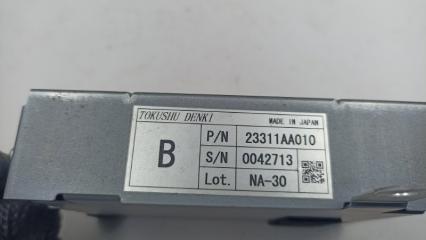 TOKUSHU DENKI MADE IN JAPAN
B
P/N 23311AA010
S/N 0042713
Lot. NA-30